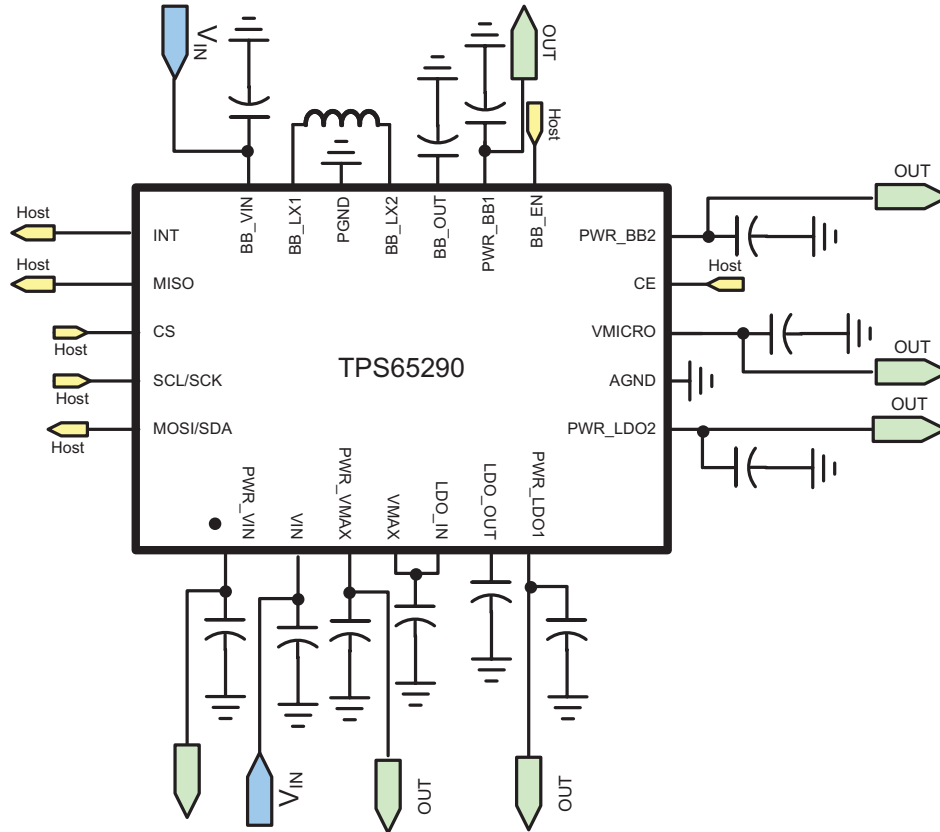 VIN
OUT
Host
BB_VIN
BB_LX1
PGND
BB_LX2
BB_OUT
PWR_BB1
BB_EN
Host
INT
Host
MISO
CS
Host
SCL/SCK
Host
MOSI/SDA
Host
TPS65290
PWR_BB2
OUT
CE
Host
VMICRO
OUT
AGND
PWR_LDO2
OUT
PWR_VIN
VIN
PWR_VMAX
VMAX
LDO_IN
LDO_OUT
PWR_LDO1
VIN
OUT
OUT